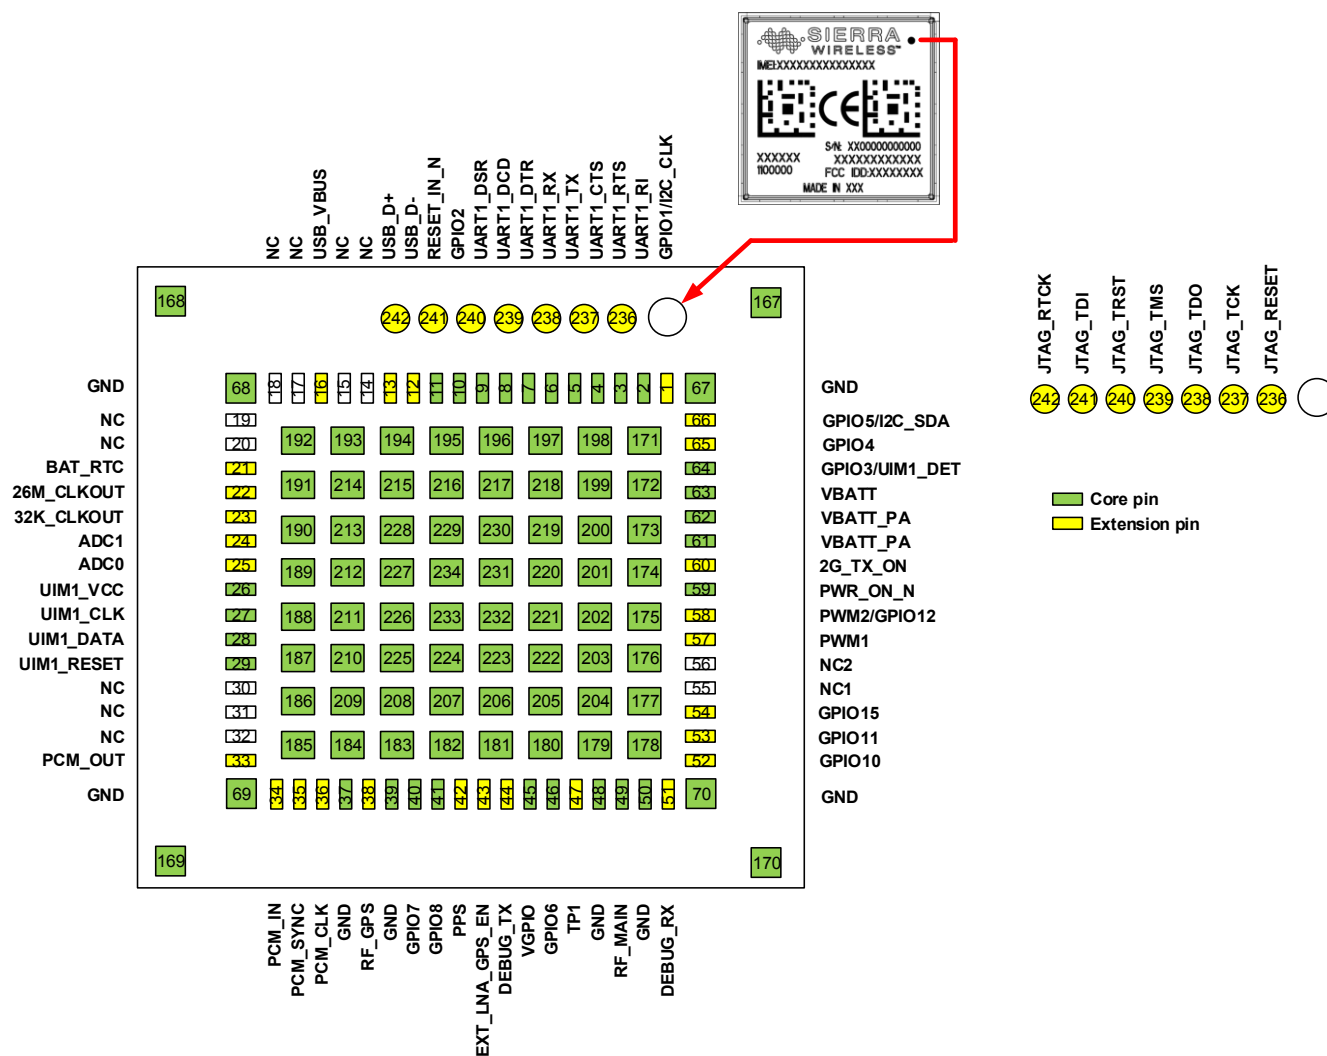 SIERRA
WIRELESS™
IMEI:XXXXXXXXXXXXXXX
CE
S/N: XX00000000000
XXXXXX
XXXXXXXXXXXX
1100000
FCC IDD:XXXXXXXX
MADE IN XXX
NC
NC
USB_VBUS
NC
NC
USB_D+
USB_D-
RESET_IN_N
GPIO2
UART1_DSR
UART1_DCD
UART1_DTR
UART1_RX
UART1_TX
UART1_CTS
UART1_RTS
UART1_RI
GPIO1/I2C_CLK
168
242 241 240 239 238 237 236
167
GND
68
18 17 16 15 14 13 12 11 10 9 8 7 6 5 4 3 2 1
67
GND
NC 19
66 GPIO5/I2C_SDA
NC 20
192 193 194 195 196 197 198 171
65 GPIO4
BAT_RTC 21
64 GPIO3/UIM1_DET
26M_CLKOUT 22
191 214 215 216 217 218 199 172
63 VBATT
32K_CLKOUT 23
62 VBATT_PA
ADC1 24
190 213 228 229 230 219 200 173
61 VBATT_PA
ADC0 25
189 212 227 234 231 220 201 174
60 2G_TX_ON
UIM1_VCC 26
59 PWR_ON_N
UIM1_CLK 27
188 211 226 233 232 221 202 175
58 PWM2/GPIO12
UIM1_DATA 28
57 PWM1
UIM1_RESET 29
187 210 225 224 223 222 203 176
56 NC2
NC 30
55 NC1
NC 31
186 209 208 207 206 205 204 177
54 GPIO15
NC 32
185 184 183 182 181 180 179 178
53 GPIO11
PCM_OUT 33
52 GPIO10
GND
69
34 35 36 37 38 39 40 41 42 43 44 45 46 47 48 49 50 51
70
GND
169
170
PCM_IN
PCM_SYNC
PCM_CLK
GND
RF_GPS
GND
GPIO7
GPIO8
PPS
EXT_LNA_GPS_EN
DEBUG_TX
VGPIO
GPIO6
TP1
GND
RF_MAIN
GND
DEBUG_RX
JTAG_RTCK
JTAG_TDI
JTAG_TRST
JTAG_TMS
JTAG_TDO
JTAG_TCK
JTAG_RESET
242 241 240 239 238 237 236
Core pin
Extension pin